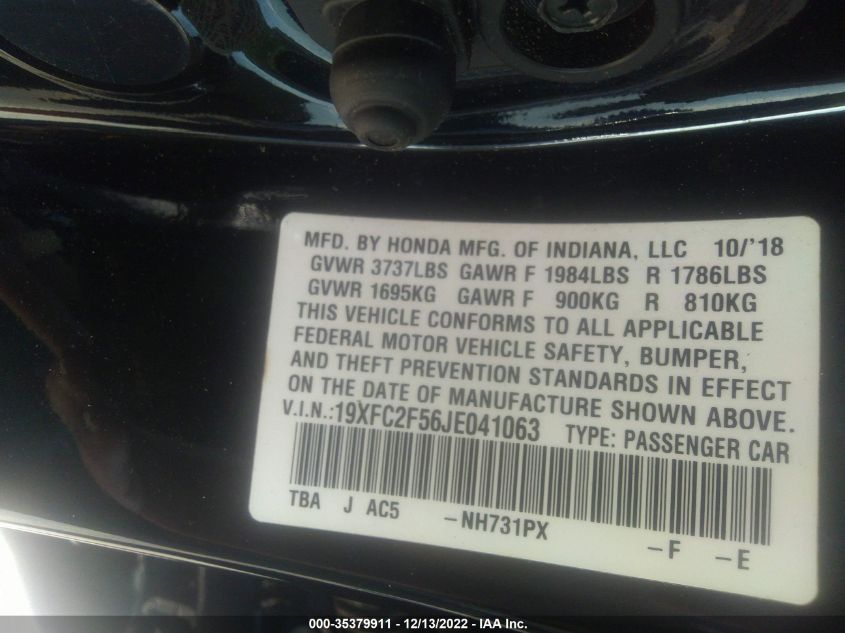 MFD. BY HONDA MFG. OF INDIANA, LLC 10/'18
GVWR 3737LBS GAWR F 1984LBS R 1786LBS
GVWR 1695KG GAWR F 900KG R 810KG
THIS VEHICLE CONFORMS TO ALL APPLICABLE
FEDERAL MOTOR VEHICLE SAFETY, BUMPER,
AND THEFT PREVENTION STANDARDS IN EFFECT
ON THE DATE OF MANUFACTURE SHOWN ABOVE.
V.I.N.:19XFC2F56JE041063 TYPE: PASSENGER CAR
TBA J AC5 -NH731PX -F -E
000-35379911 - 12/13/2022 - IAA Inc.